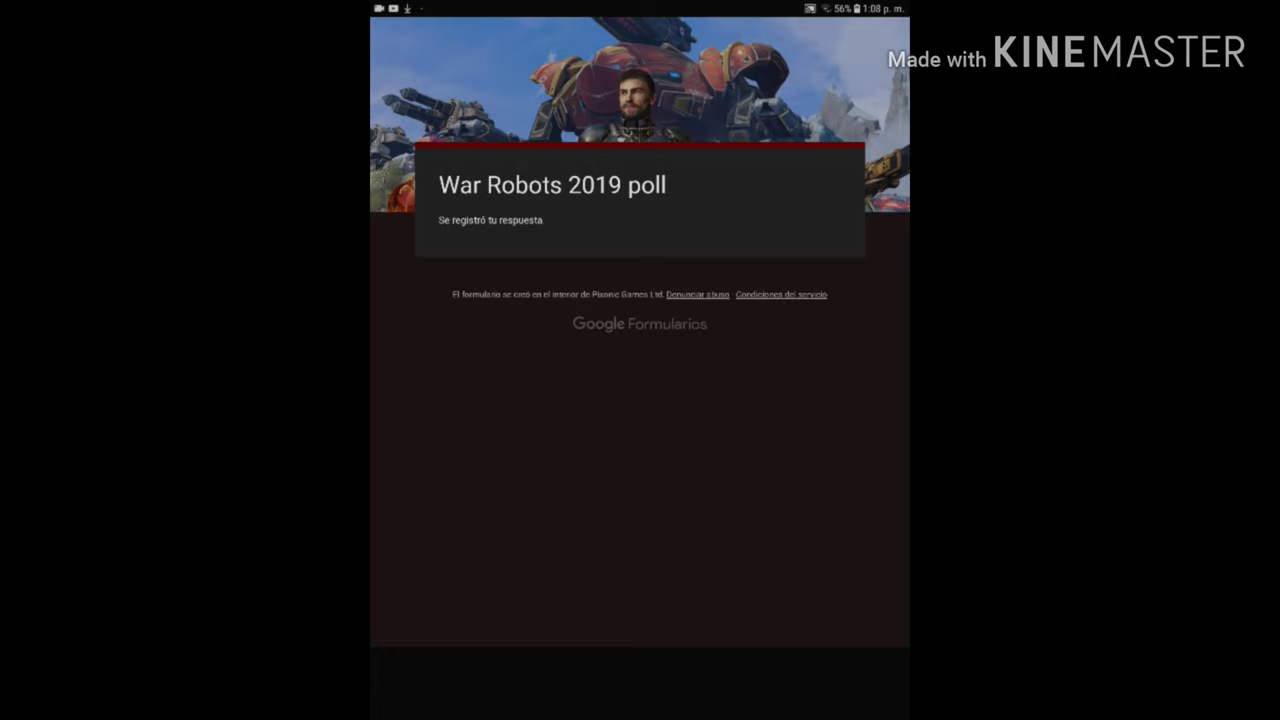 56% 1:08 p. m.
Made with KINEMASTER
War Robots 2019 poll
Se registró tu respuesta
El formulario se creó en el interior de Pixonic Games Ltd. Denunciar abuso Condiciones del servicio
Google Formularios